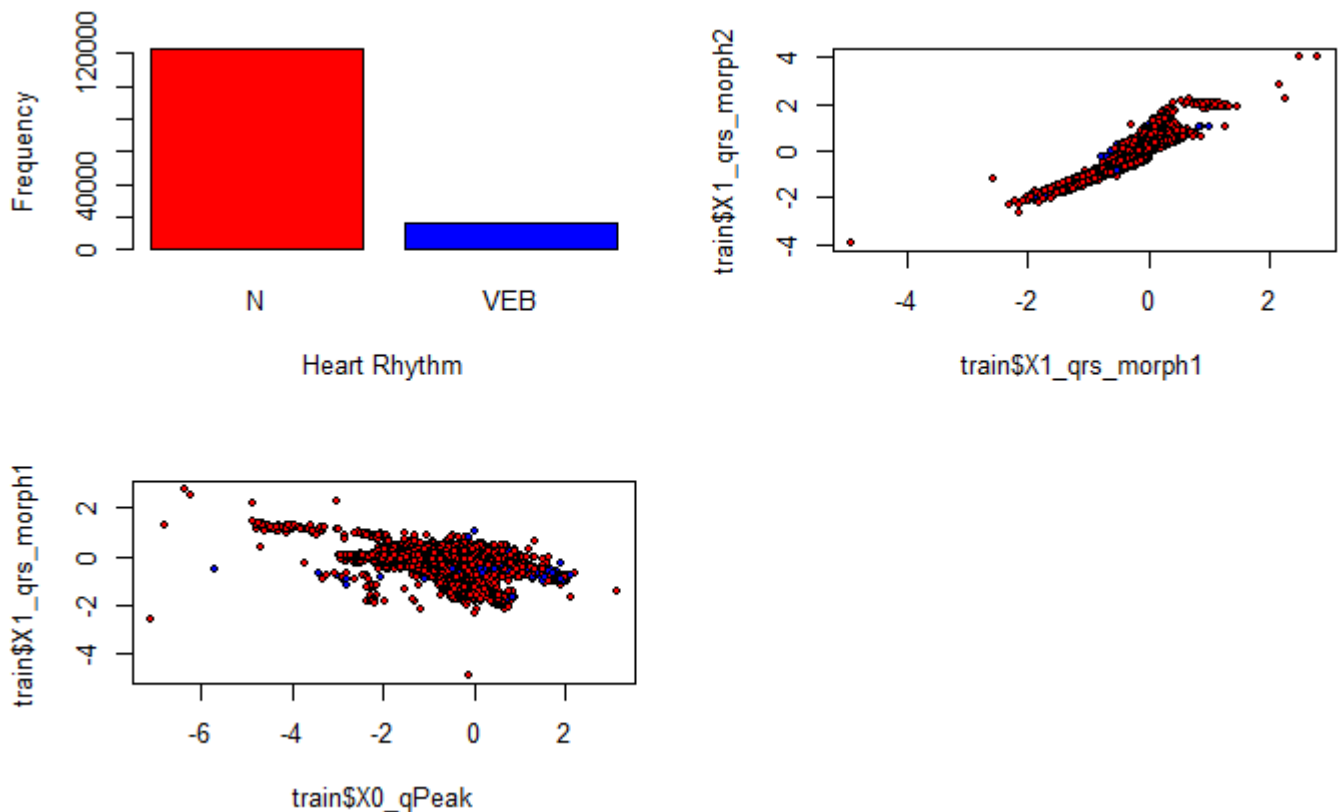 Frequency
120000
40000
0
N VEB
Heart Rhythm
train$X1_qrs_morph2
4
2
0
-2
-4
-4 -2 0 2
train$X1_qrs_morph1
train$X1_qrs_morph1
2
0
-2
-4
-6 -4 -2 0 2
train$X0_qPeak